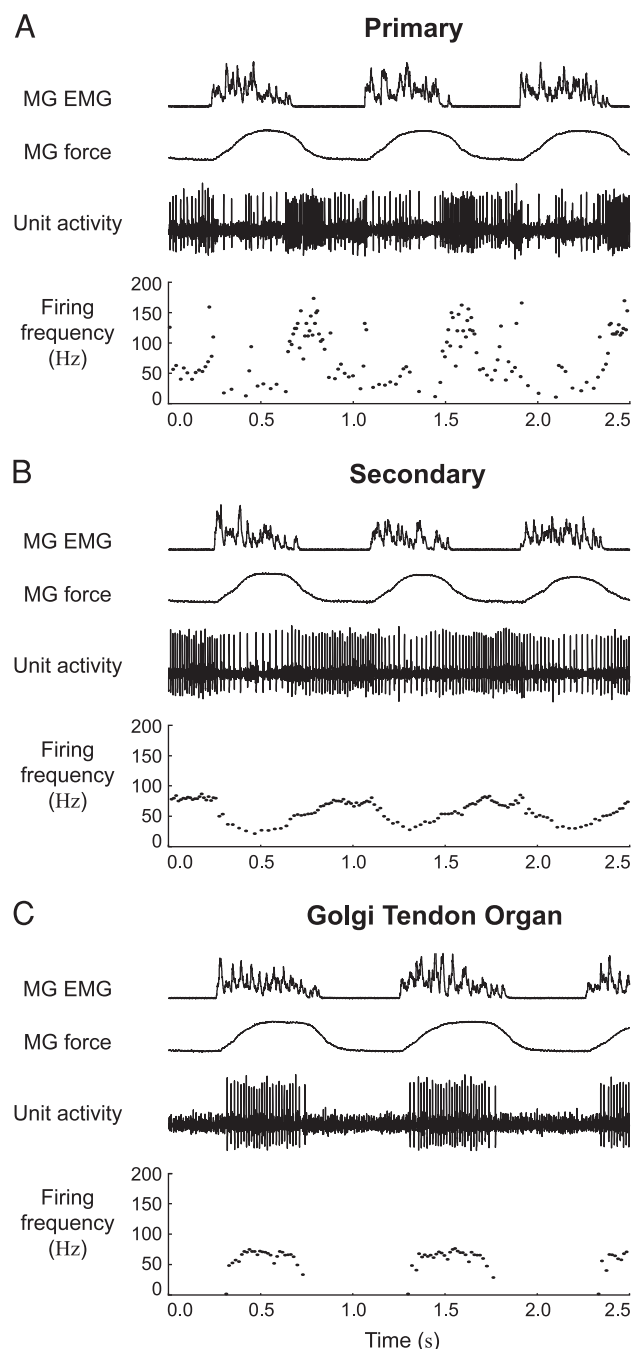 A
Primary
MG EMG
MG force
Unit activity
Firing
frequency
(Hz)
200
150
100
50
0
0.0 0.5 1.0 1.5 2.0 2.5
B
Secondary
MG EMG
MG force
Unit activity
Firing
frequency
(Hz)
200
150
100
50
0
0.0 0.5 1.0 1.5 2.0 2.5
C
Golgi Tendon Organ
MG EMG
MG force
Unit activity
Firing
frequency
(Hz)
200
150
100
50
0
0.0 0.5 1.0 1.5 2.0 2.5
Time (s)